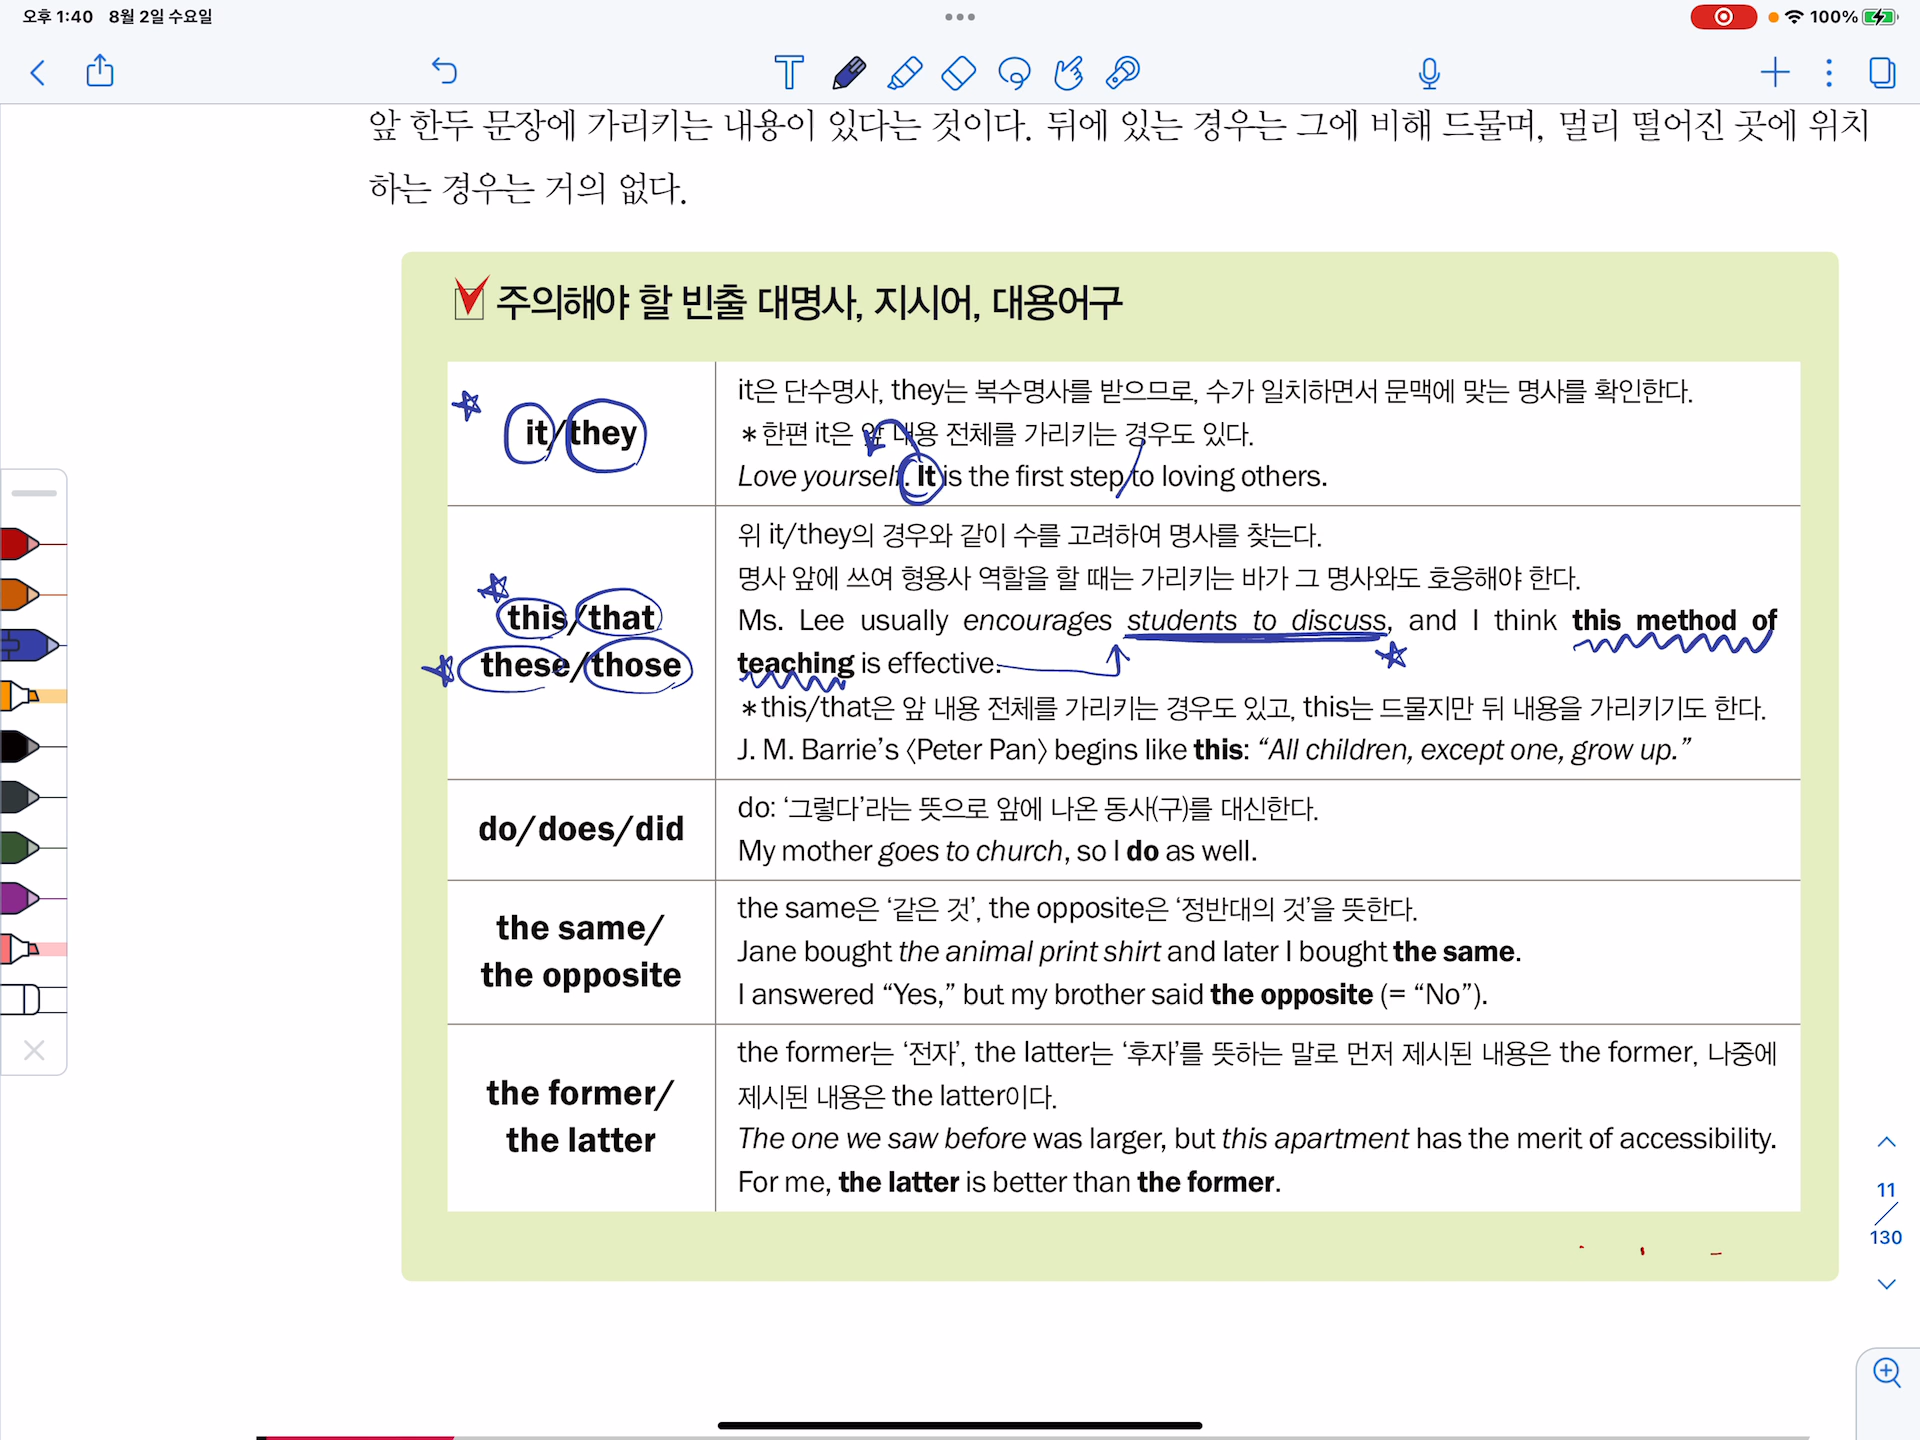 오후 1:40 8월 2일 수요일
100%
앞 한두 문장에 가리키는 내용이 있다는 것이다. 뒤에 있는 경우는 그에 비해 드물며, 멀리 떨어진 곳에 위치
하는 경우는 거의 없다.
주의해야 할 빈출 대명사, 지시어, 대용어구
it/they
it은 단수명사, they는 복수명사를 받으므로, 수가 일치하면서 문맥에 맞는 명사를 확인한다.
*한편 it은 앞 내용 전체를 가리키는 경우도 있다.
Love yourself. It is the first step to loving others.
this/that
these/those
위 it/they의 경우와 같이 수를 고려하여 명사를 찾는다.
명사 앞에 쓰여 형용사 역할을 할 때는 가리키는 바가 그 명사와도 호응해야 한다.
Ms. Lee usually encourages students to discuss, and I think this method of
teaching is effective.
*this/that은 앞 내용 전체를 가리키는 경우도 있고, this는 드물지만 뒤 내용을 가리키기도 한다.
J. M. Barrie’s 〈Peter Pan〉 begins like this: “All children, except one, grow up.”
do/does/did
do: ‘그렇다’라는 뜻으로 앞에 나온 동사(구)를 대신한다.
My mother goes to church, so I do as well.
the same/
the opposite
the same은 ‘같은 것’, the opposite은 ‘정반대의 것’을 뜻한다.
Jane bought the animal print shirt and later I bought the same.
I answered “Yes,” but my brother said the opposite (= “No”).
the former/
the latter
the former는 ‘전자’, the latter는 ‘후자’를 뜻하는 말로 먼저 제시된 내용은 the former, 나중에
제시된 내용은 the latter이다.
The one we saw before was larger, but this apartment has the merit of accessibility.
For me, the latter is better than the former.
11
130